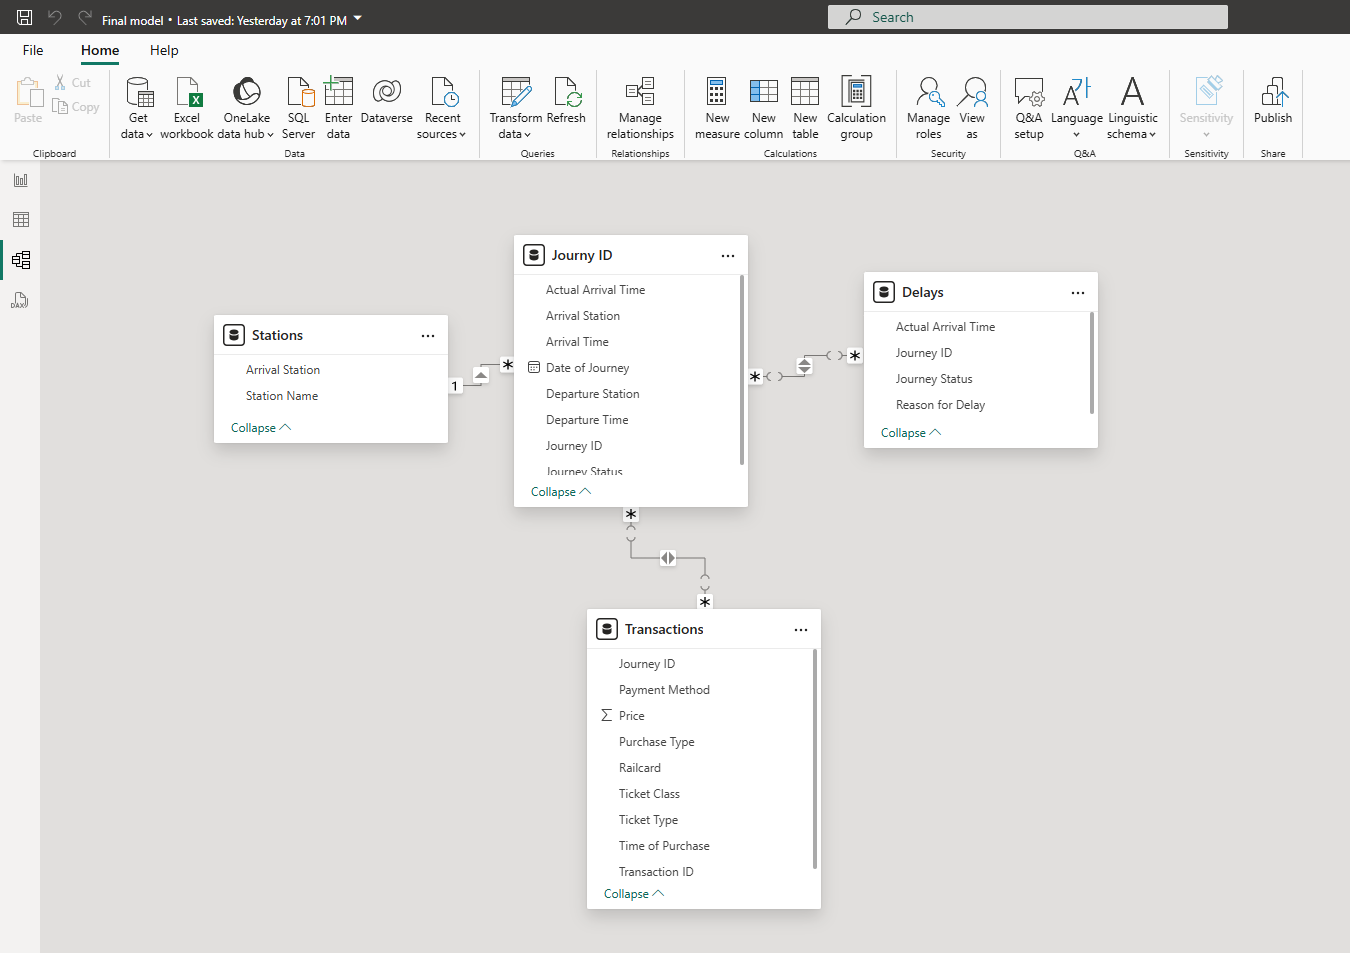 Final model • Last saved: Yesterday at 7:01 PM
Search
File Home Help
Paste
Cut
Copy
Clipboard
Get data
Excel workbook
OneLake data hub
SQL Server
Enter data
Dataverse
Recent sources
Data
Transform data
Refresh
Queries
Manage relationships
Relationships
New measure
New column
New table
Calculation group
Calculations
Manage roles
View as
Security
Q&A setup
Language
Linguistic schema
Q&A
Sensitivity
Sensitivity
Publish
Share
DAX
Journy ID
Actual Arrival Time
Arrival Station
Arrival Time
Date of Journey
Departure Station
Departure Time
Journey ID
Journey Status
Collapse
Delays
Actual Arrival Time
Journey ID
Journey Status
Reason for Delay
Collapse
Stations
Arrival Station
Station Name
Collapse
1
*
*
*
*
*
Transactions
Journey ID
Payment Method
Σ Price
Purchase Type
Railcard
Ticket Class
Ticket Type
Time of Purchase
Transaction ID
Collapse